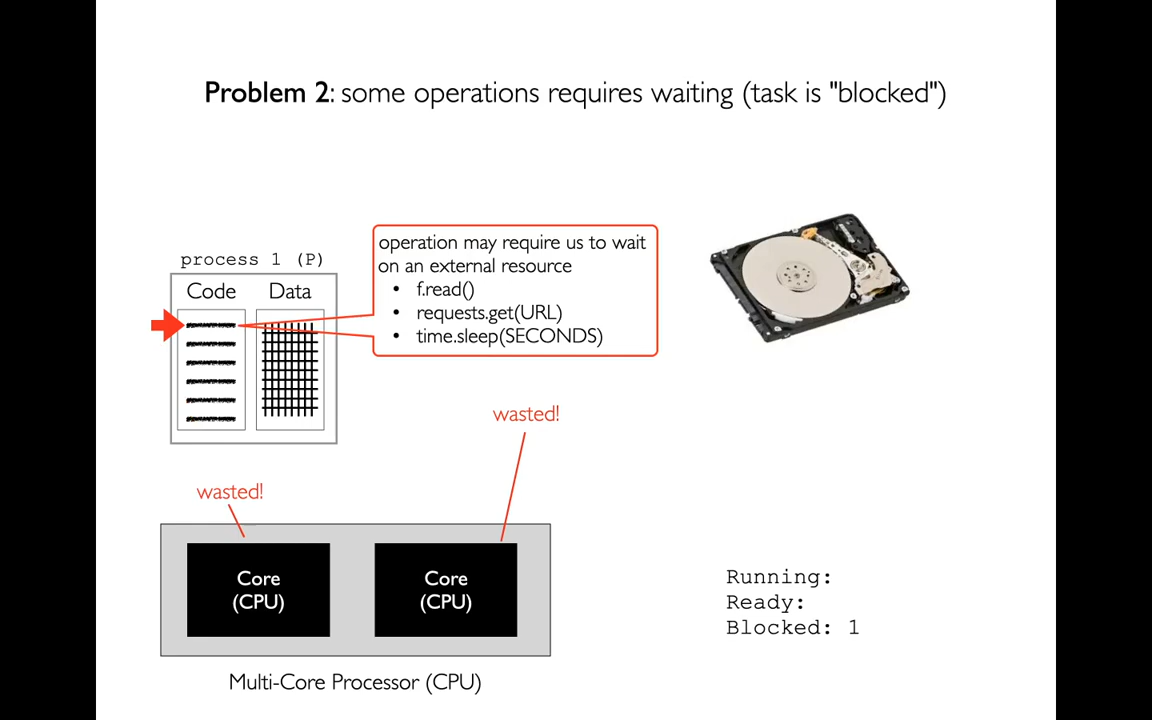 Problem 2: some operations requires waiting (task is "blocked")
process 1 (P)
Code Data
operation may require us to wait
on an external resource
• f.read()
• requests.get(URL)
• time.sleep(SECONDS)
wasted!
wasted!
Core
(CPU)
Core
(CPU)
Multi-Core Processor (CPU)
Running:
Ready:
Blocked: 1